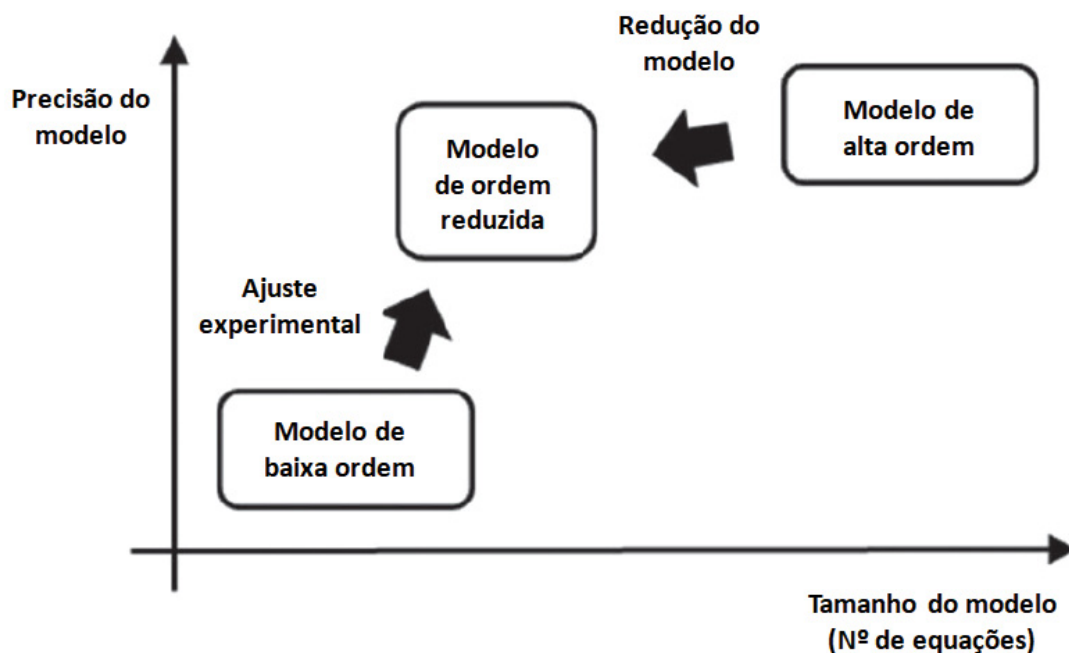 Precisão do
modelo
Redução do
modelo
Modelo de
alta ordem
Modelo
de ordem
reduzida
Ajuste
experimental
Modelo de
baixa ordem
Tamanho do modelo
(Nº de equações)